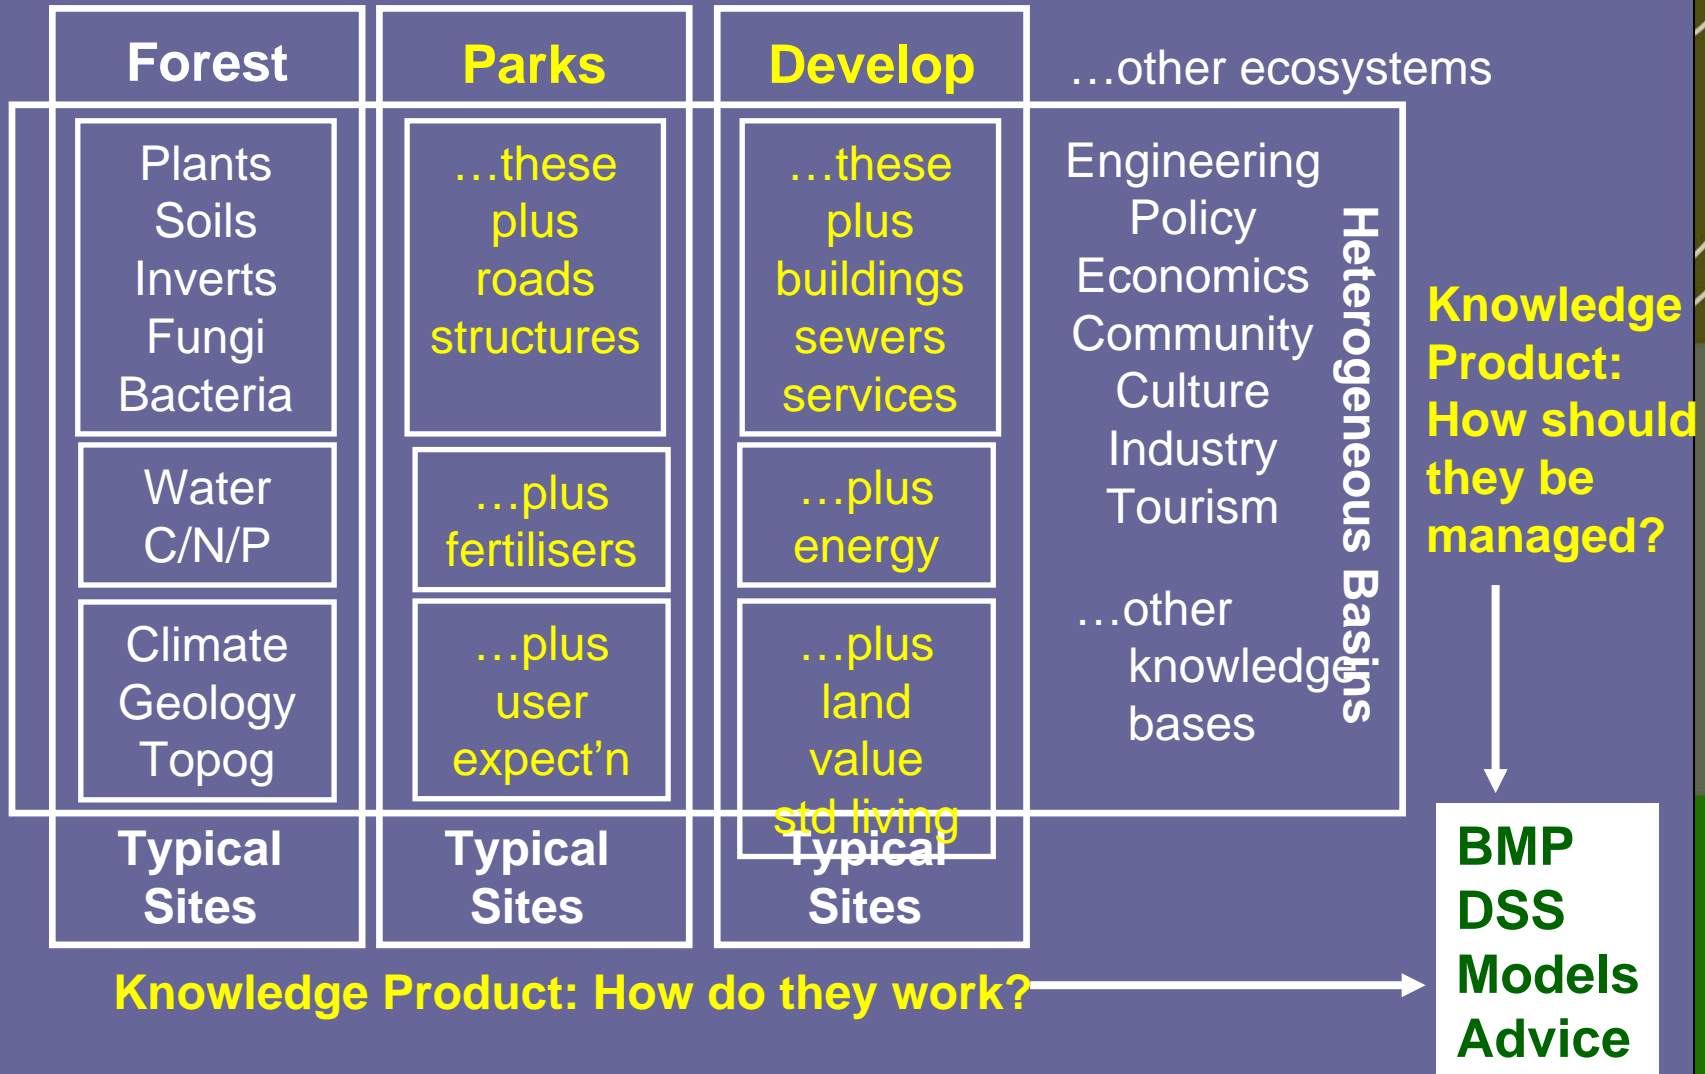 Forest
Plants
Soils
Inverts
Fungi
Bacteria
Water
C/N/P
Climate
Geology
Topog
Typical
Sites
Parks
…these
plus
roads
structures
…plus
fertilisers
…plus
user
expect’n
Typical
Sites
Develop
…these
plus
buildings
sewers
services
…plus
energy
…plus
land
value
std living
Typical
Sites
…other ecosystems
Engineering
Policy
Economics
Community
Culture
Industry
Tourism
…other
knowledge
bases
Heterogeneous Basins
Knowledge
Product:
How should
they be
managed?
Knowledge Product: How do they work?
BMP
DSS
Models
Advice